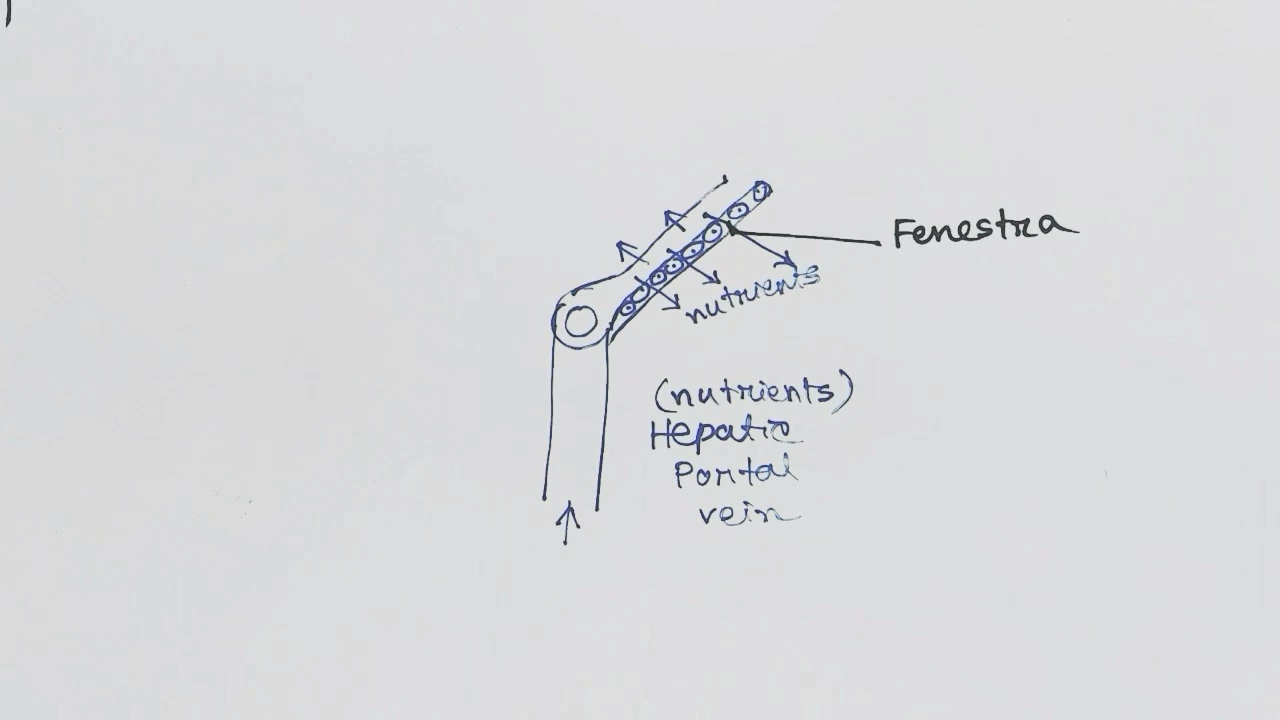 Fenestra
nutrients
(nutrients)
Hepatic
Portal
vein